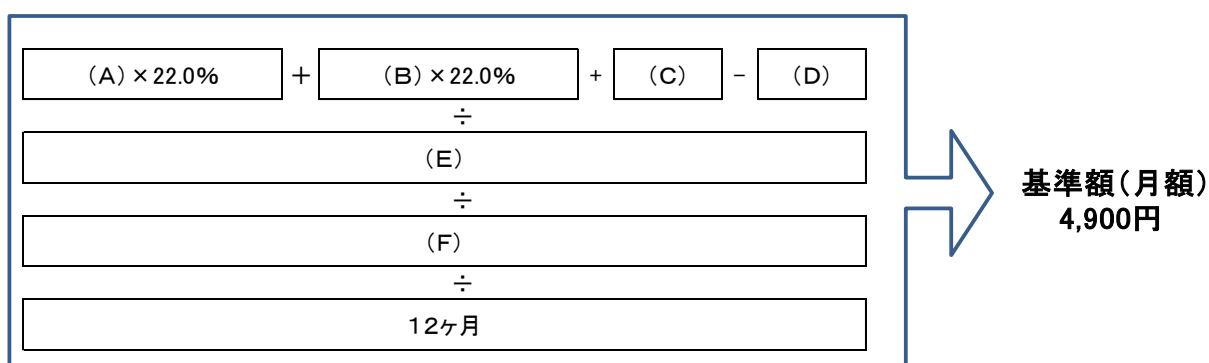 （A）×22.0% ＋ （B）×22.0% + （C） - （D）
÷
（E）
÷
（F）
÷
１２ヶ月
基準額（月額）
4,900円